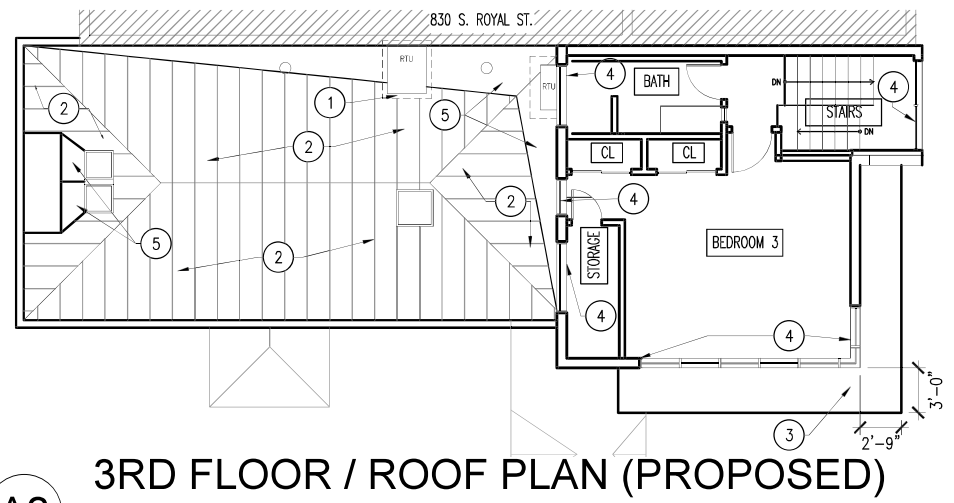 830 S. ROYAL ST.
RTU
RTU
4
BATH
DN
4
2
1
5
STAIRS
2
CL
CL
DN
2
4
5
STORAGE
BEDROOM 3
2
4
4
3
3'-0"
2'-9"
3RD FLOOR / ROOF PLAN (PROPOSED)